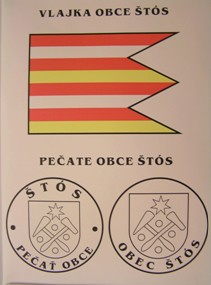 VLAJKA OBCE ŠTÓS
PEČATE OBCE ŠTÓS
ŠTÓS
• PEČAŤ OBCE •
OBEC ŠTÓS